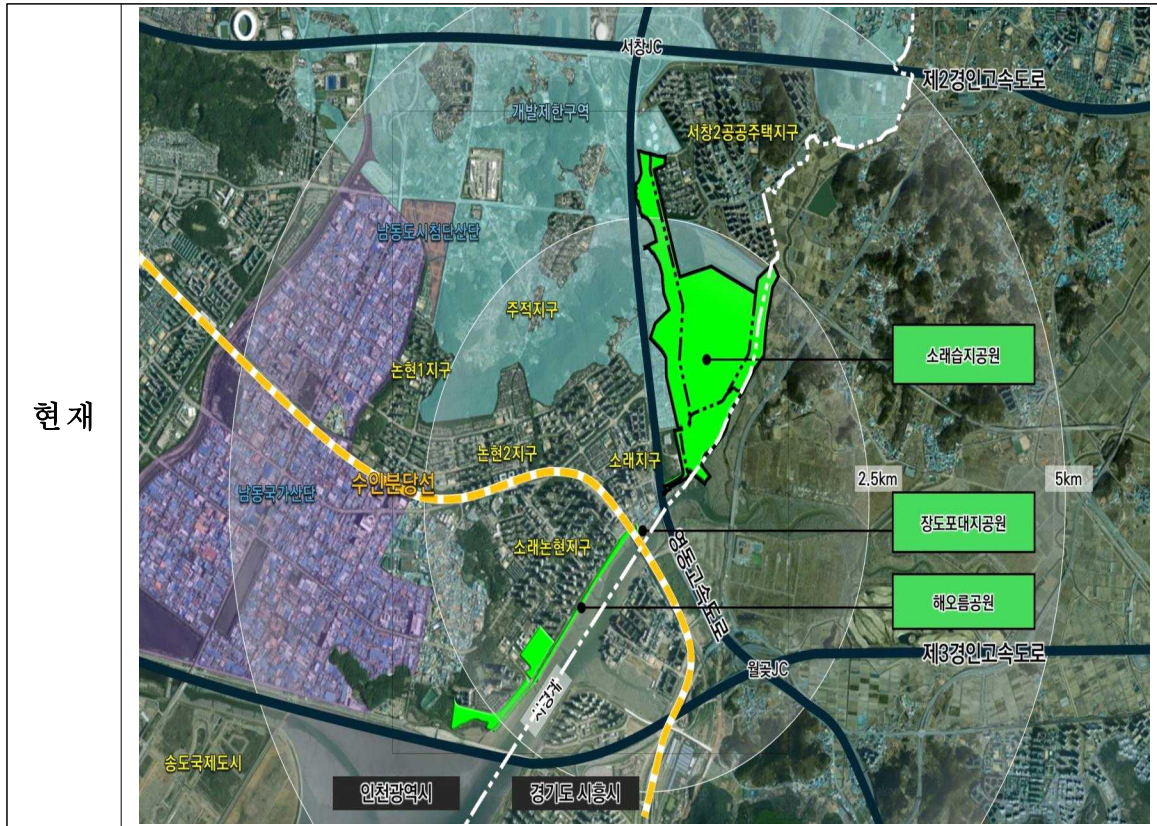 현재
서창JC
제2경인고속도로
개발제한구역
서창2공공주택지구
남동도시첨단산단
주적지구
소래습지공원
논현1지구
논현2지구
소래지구
수인분당선
2.5km
5km
남동국가산단
장도포대지공원
소래논현지구
영동고속도로
해오름공원
제3경인고속도로
월곶JC
시경계
송도국제도시
인천광역시
경기도 시흥시